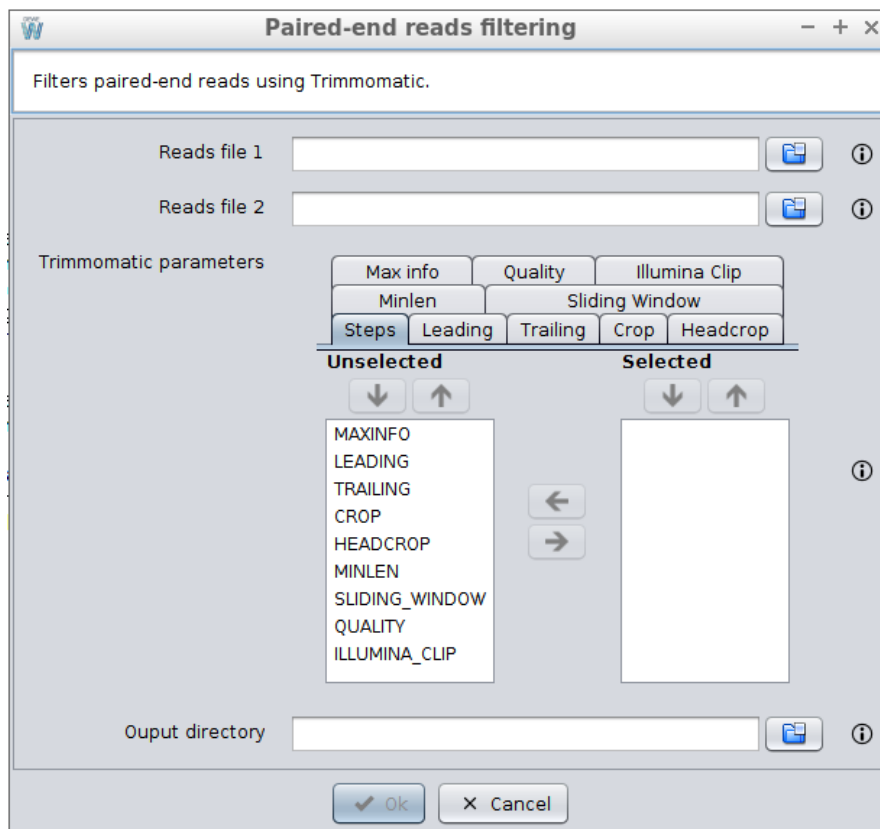 Paired-end reads filtering
Filters paired-end reads using Trimmomatic.
Reads file 1
Reads file 2
Trimmomatic parameters
Max info Quality Illumina Clip
Minlen Sliding Window
Steps Leading Trailing Crop Headcrop
Unselected Selected
MAXINFO
LEADING
TRAILING
CROP
HEADCROP
MINLEN
SLIDING_WINDOW
QUALITY
ILLUMINA_CLIP
Ouput directory
Ok Cancel